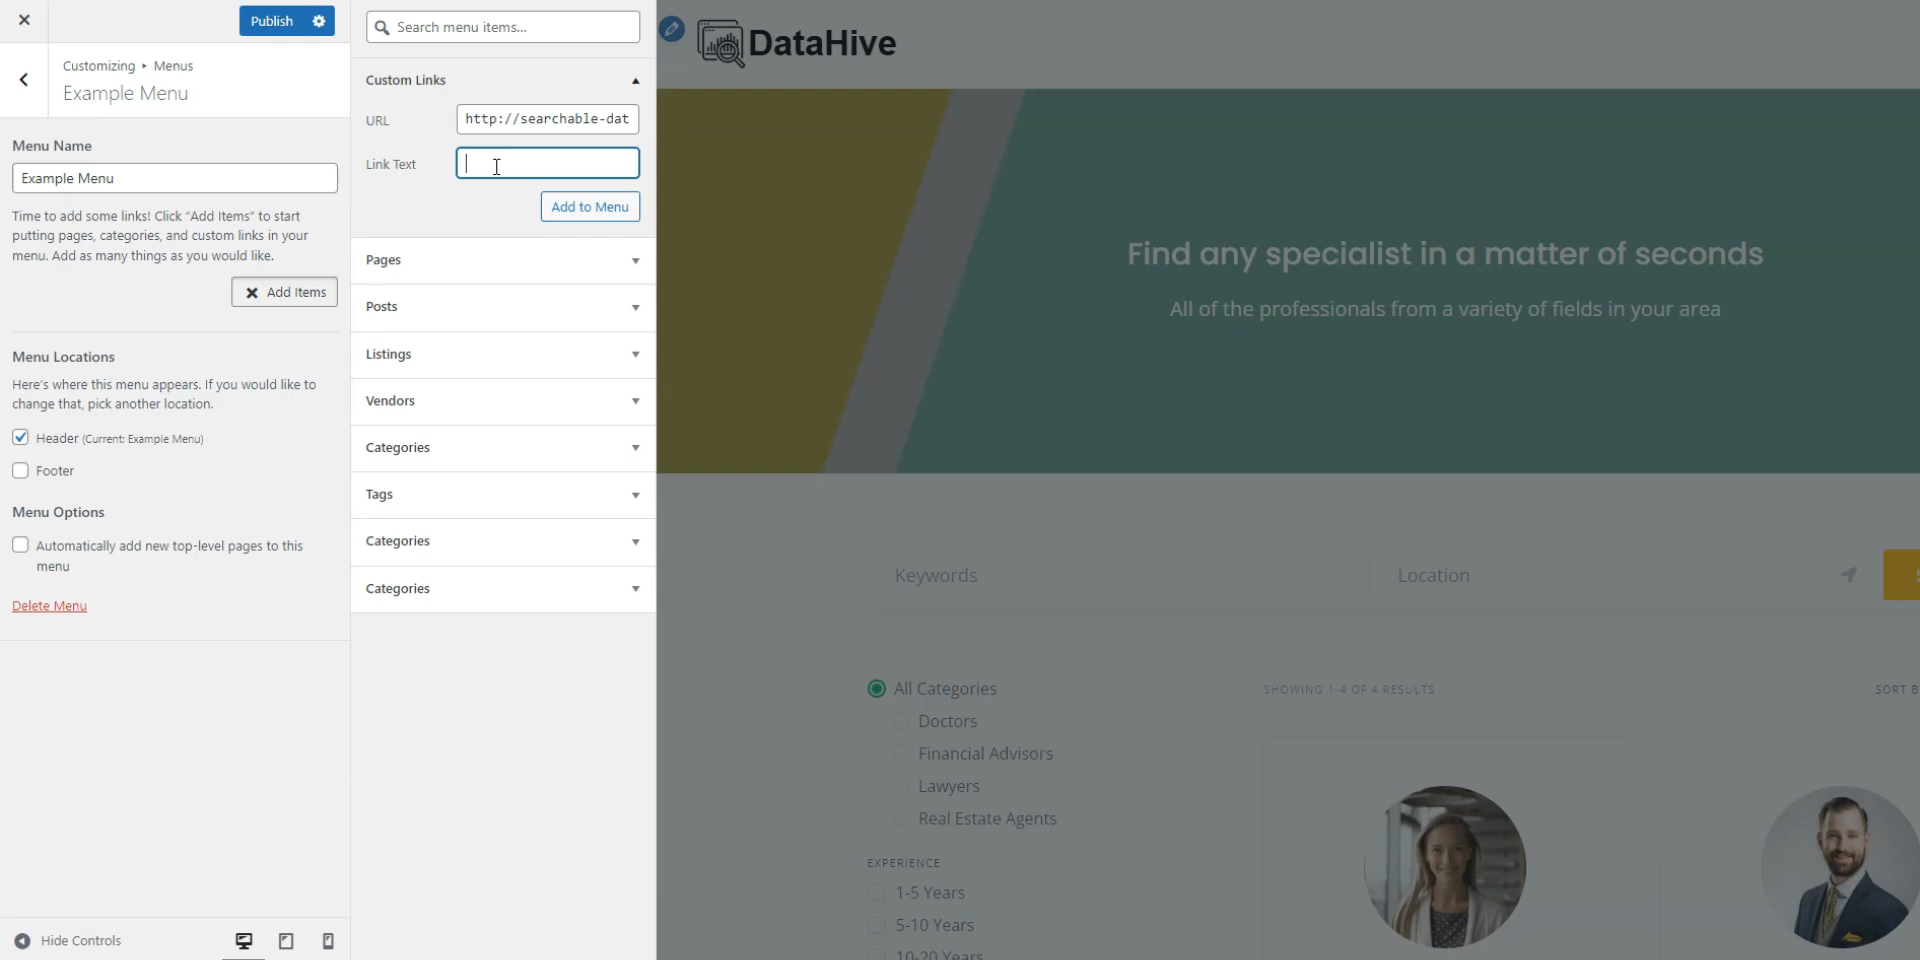 Publish
Customizing ▸ Menus
Example Menu
Menu Name
Example Menu
Time to add some links! Click “Add Items” to start
putting pages, categories, and custom links in your
menu. Add as many things as you would like.
Add Items
Menu Locations
Here's where this menu appears. If you would like to
change that, pick another location.
Header (Current: Example Menu)
Footer
Menu Options
Automatically add new top-level pages to this
menu
Delete Menu
Hide Controls
Search menu items...
Custom Links
URL
http://searchable-dat
Link Text
Add to Menu
Pages
Posts
Listings
Vendors
Categories
Tags
Categories
Categories
DataHive
Find any specialist in a matter of seconds
All of the professionals from a variety of fields in your area
Keywords
Location
All Categories
Doctors
Financial Advisors
Lawyers
Real Estate Agents
EXPERIENCE
1-5 Years
5-10 Years
10-20 Years
SHOWING 1-4 OF 4 RESULTS
SORT B